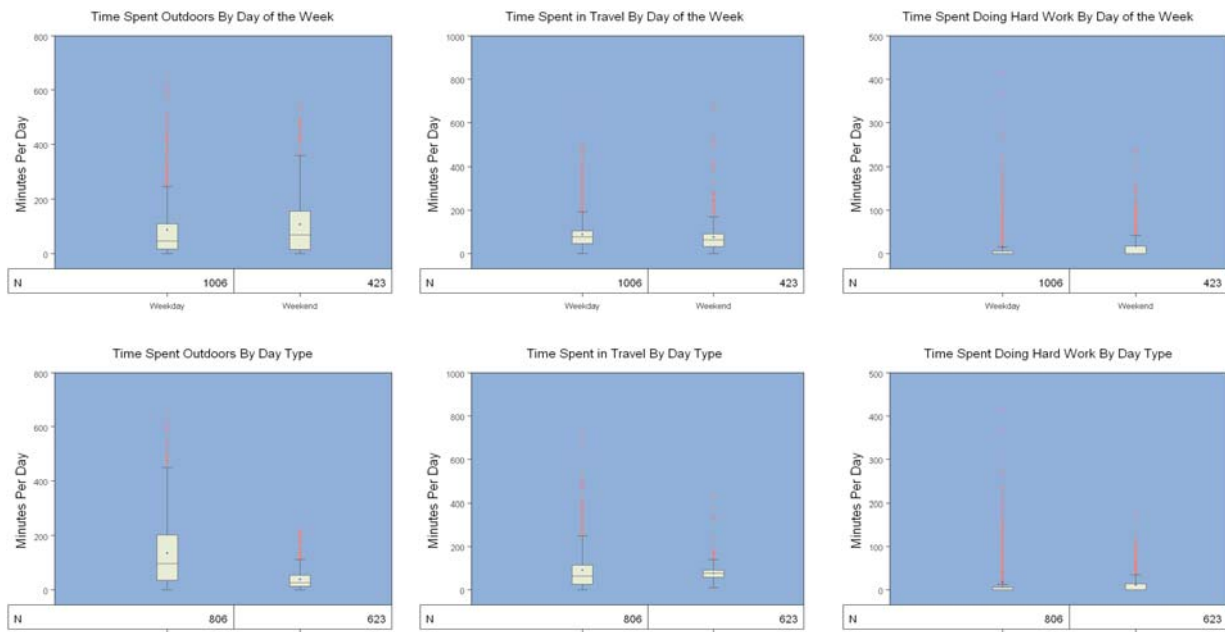 Time Spent Outdoors By Day of the Week
800
600
400
200
0
Minutes Per Day
N 1006 423
Weekday Weekend
Time Spent in Travel By Day of the Week
1000
800
600
400
200
0
Minutes Per Day
N 1006 423
Weekday Weekend
Time Spent Doing Hard Work By Day of the Week
500
400
300
200
100
0
Minutes Per Day
N 1006 423
Weekday Weekend
Time Spent Outdoors By Day Type
800
600
400
200
0
Minutes Per Day
N 806 623
Time Spent in Travel By Day Type
1000
800
600
400
200
0
Minutes Per Day
N 806 623
Time Spent Doing Hard Work By Day Type
500
400
300
200
100
0
Minutes Per Day
N 806 623